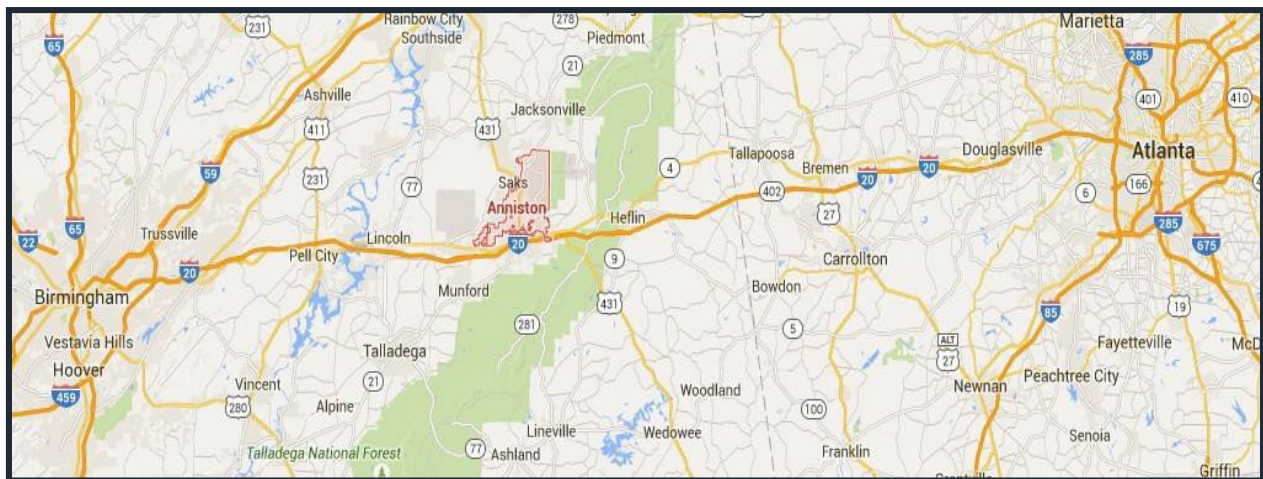 Rainbow City
Southside
278
Piedmont
Marietta
65
231
21
285
401
410
Ashville
Jacksonville
411
431
59
231
77
Saks
Anniston
4
Tallapoosa
Bremen
20
20
Douglasville
Atlanta
402
166
6
27
285
675
22
65
Trussville
20
Lincoln
Pell City
20
Heflin
9
Carrollton
Birmingham
Munford
431
Bowdon
85
19
281
5
Vestavia Hills
Hoover
Talladega
ALT
27
Fayetteville
McD
459
Vincent
280
21
Alpine
Woodland
Newnan
Peachtree City
100
Lineville
Wedowee
Senoia
Talladega National Forest
77
Ashland
Franklin
Griffin